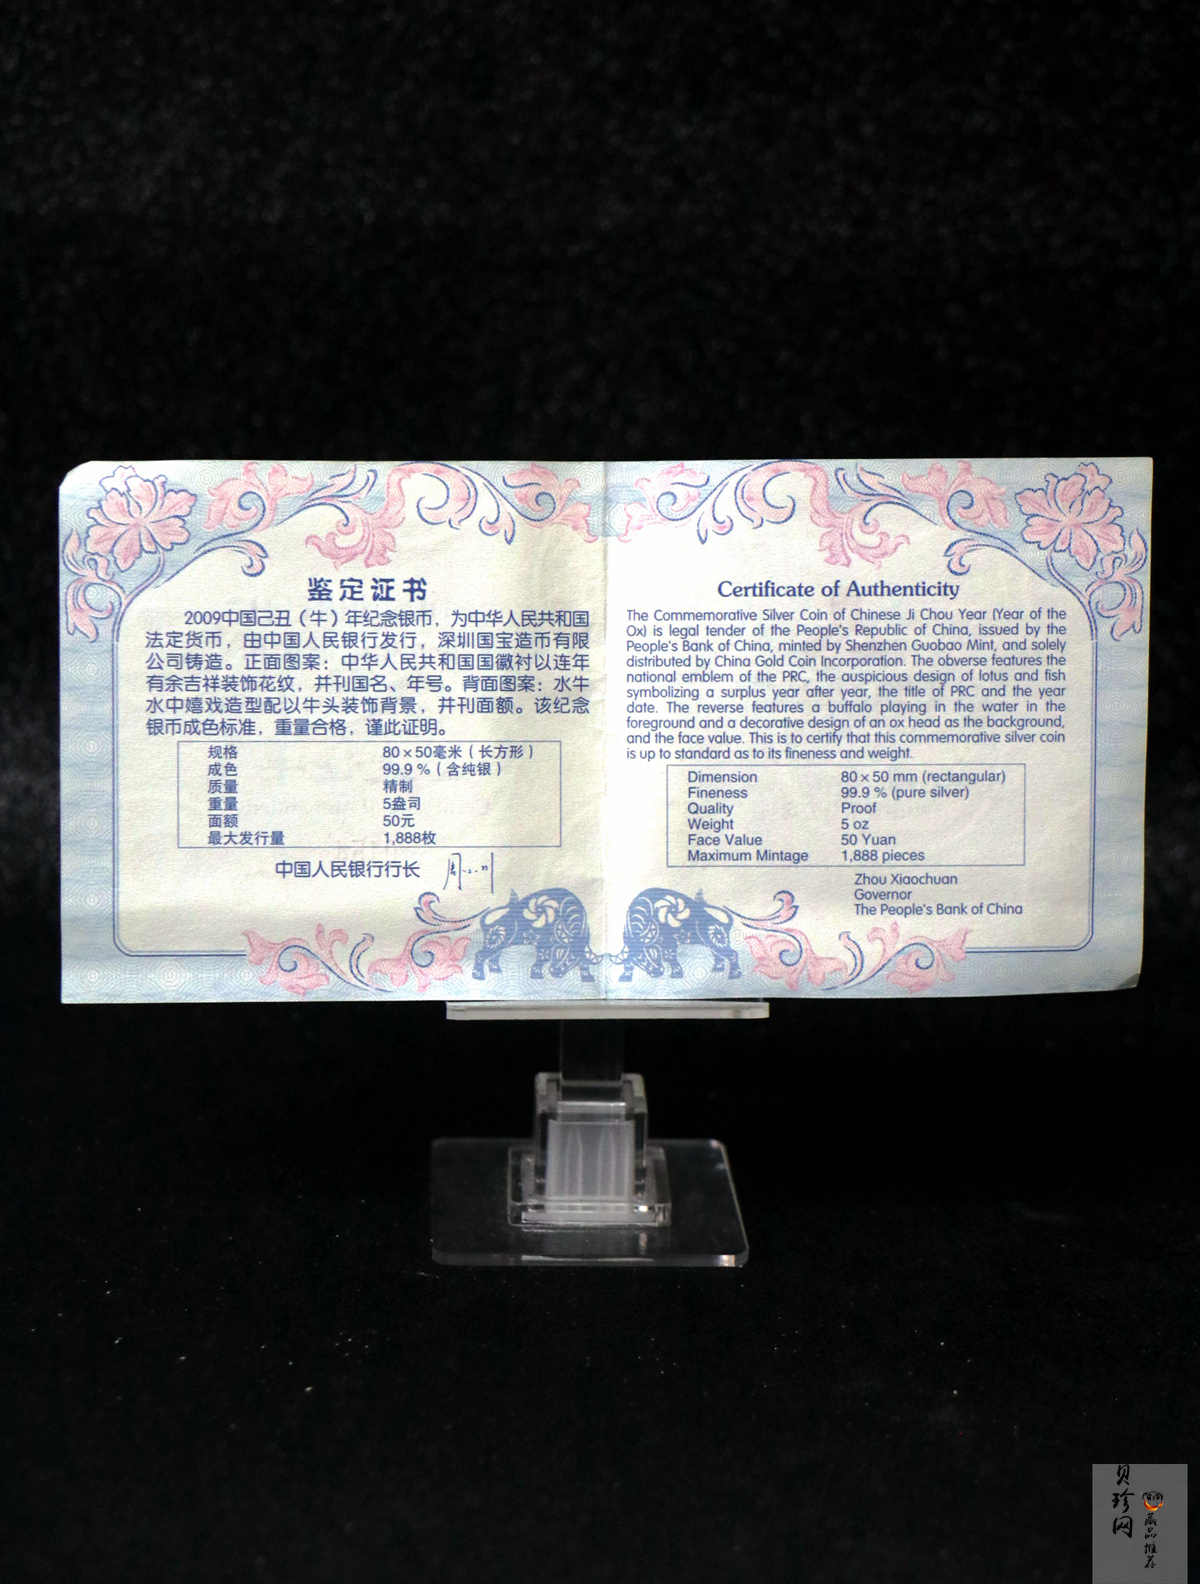 鉴定证书
2009中国己丑（牛）年纪念银币，为中华人民共和国
法定货币，由中国人民银行发行，深圳国宝造币有限
公司铸造。正面图案：中华人民共和国国徽衬以连年
有余吉祥装饰花纹，并刊国名、年号。背面图案：水牛
水中嬉戏造型配以牛头装饰背景，并刊面额。该纪念
银币成色标准，重量合格，谨此证明。
规格 80×50毫米（长方形）
成色 99.9 %（含纯银）
质量 精制
重量 5盎司
面额 50元
最大发行量 1,888枚
中国人民银行行长
Certificate of Authenticity
The Commemorative Silver Coin of Chinese Ji Chou Year (Year of the
Ox) is legal tender of the People's Republic of China, issued by the
People's Bank of China, minted by Shenzhen Guobao Mint, and solely
distributed by China Gold Coin Incorporation. The obverse features the
national emblem of the PRC, the auspicious design of lotus and fish
symbolizing a surplus year after year, the title of PRC and the year
date. The reverse features a buffalo playing in the water in the
foreground and a decorative design of an ox head as the background,
and the face value. This is to certify that this commemorative silver coin
is up to standard as to its fineness and weight.
Dimension 80×50 mm (rectangular)
Fineness 99.9 % (pure silver)
Quality Proof
Weight 5 oz
Face Value 50 Yuan
Maximum Mintage 1,888 pieces
Zhou Xiaochuan
Governor
The People's Bank of China
贝珍网
藏品推荐